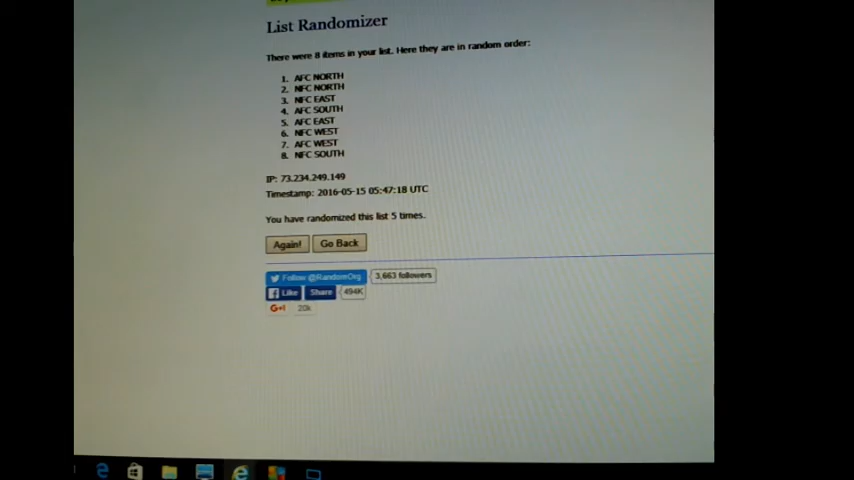 List Randomizer
There were 8 items in your list. Here they are in random order:
1. AFC NORTH
2. NFC NORTH
3. NFC EAST
4. AFC SOUTH
5. AFC EAST
6. NFC WEST
7. AFC WEST
8. NFC SOUTH
IP: 73.234.249.149
Timestamp: 2016-05-15 05:47:18 UTC
You have randomized this list 5 times.
Again! Go Back
Follow @RandomOrg 3,663 followers
Like Share 494K
G+1 20k